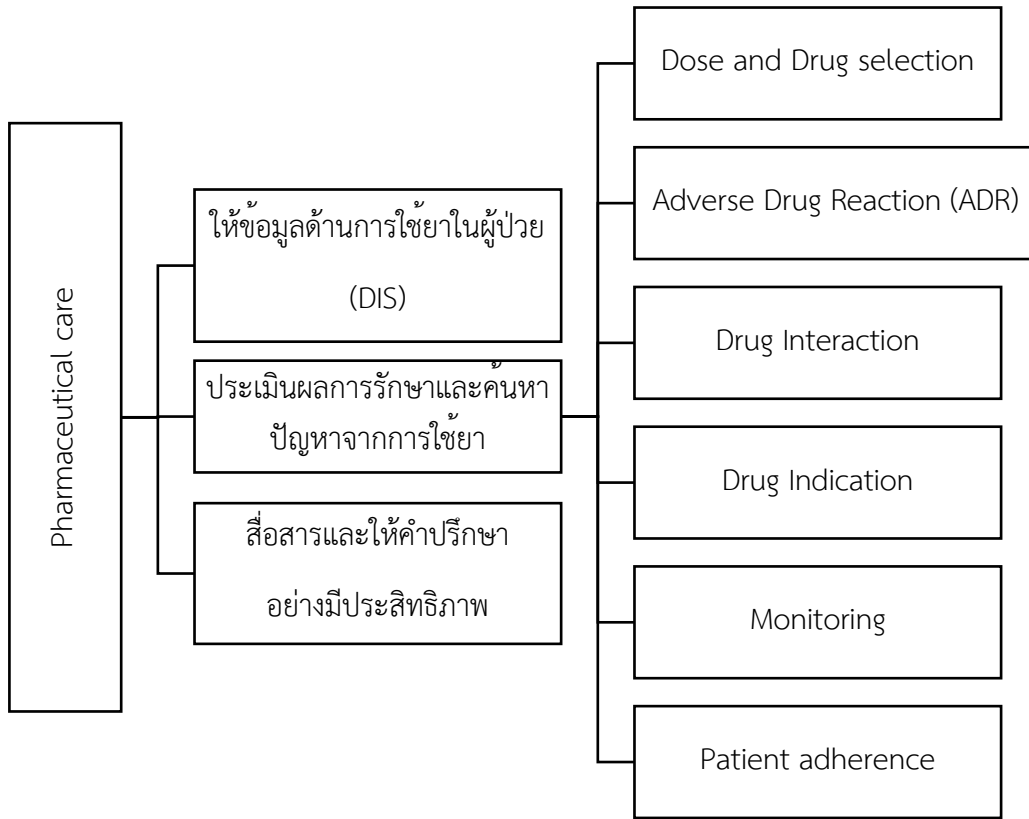 Pharmaceutical care
ให้ข้อมูลด้านการใช้ยาในผู้ป่วย
(DIS)
ประเมินผลการรักษาและค้นหา
ปัญหาจากการใช้ยา
สื่อสารและให้คำปรึกษา
อย่างมีประสิทธิภาพ
Dose and Drug selection
Adverse Drug Reaction (ADR)
Drug Interaction
Drug Indication
Monitoring
Patient adherence